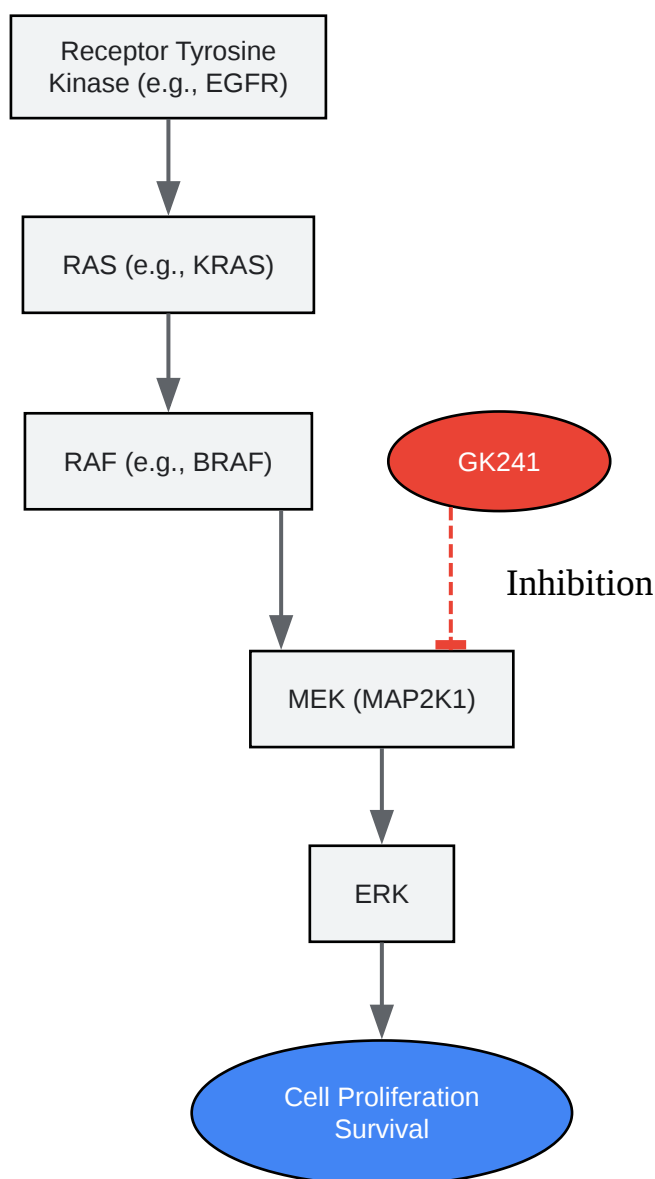 Receptor Tyrosine
Kinase (e.g., EGFR)
RAS (e.g., KRAS)
RAF (e.g., BRAF)
GK241
Inhibition
MEK (MAP2K1)
ERK
Cell Proliferation
Survival